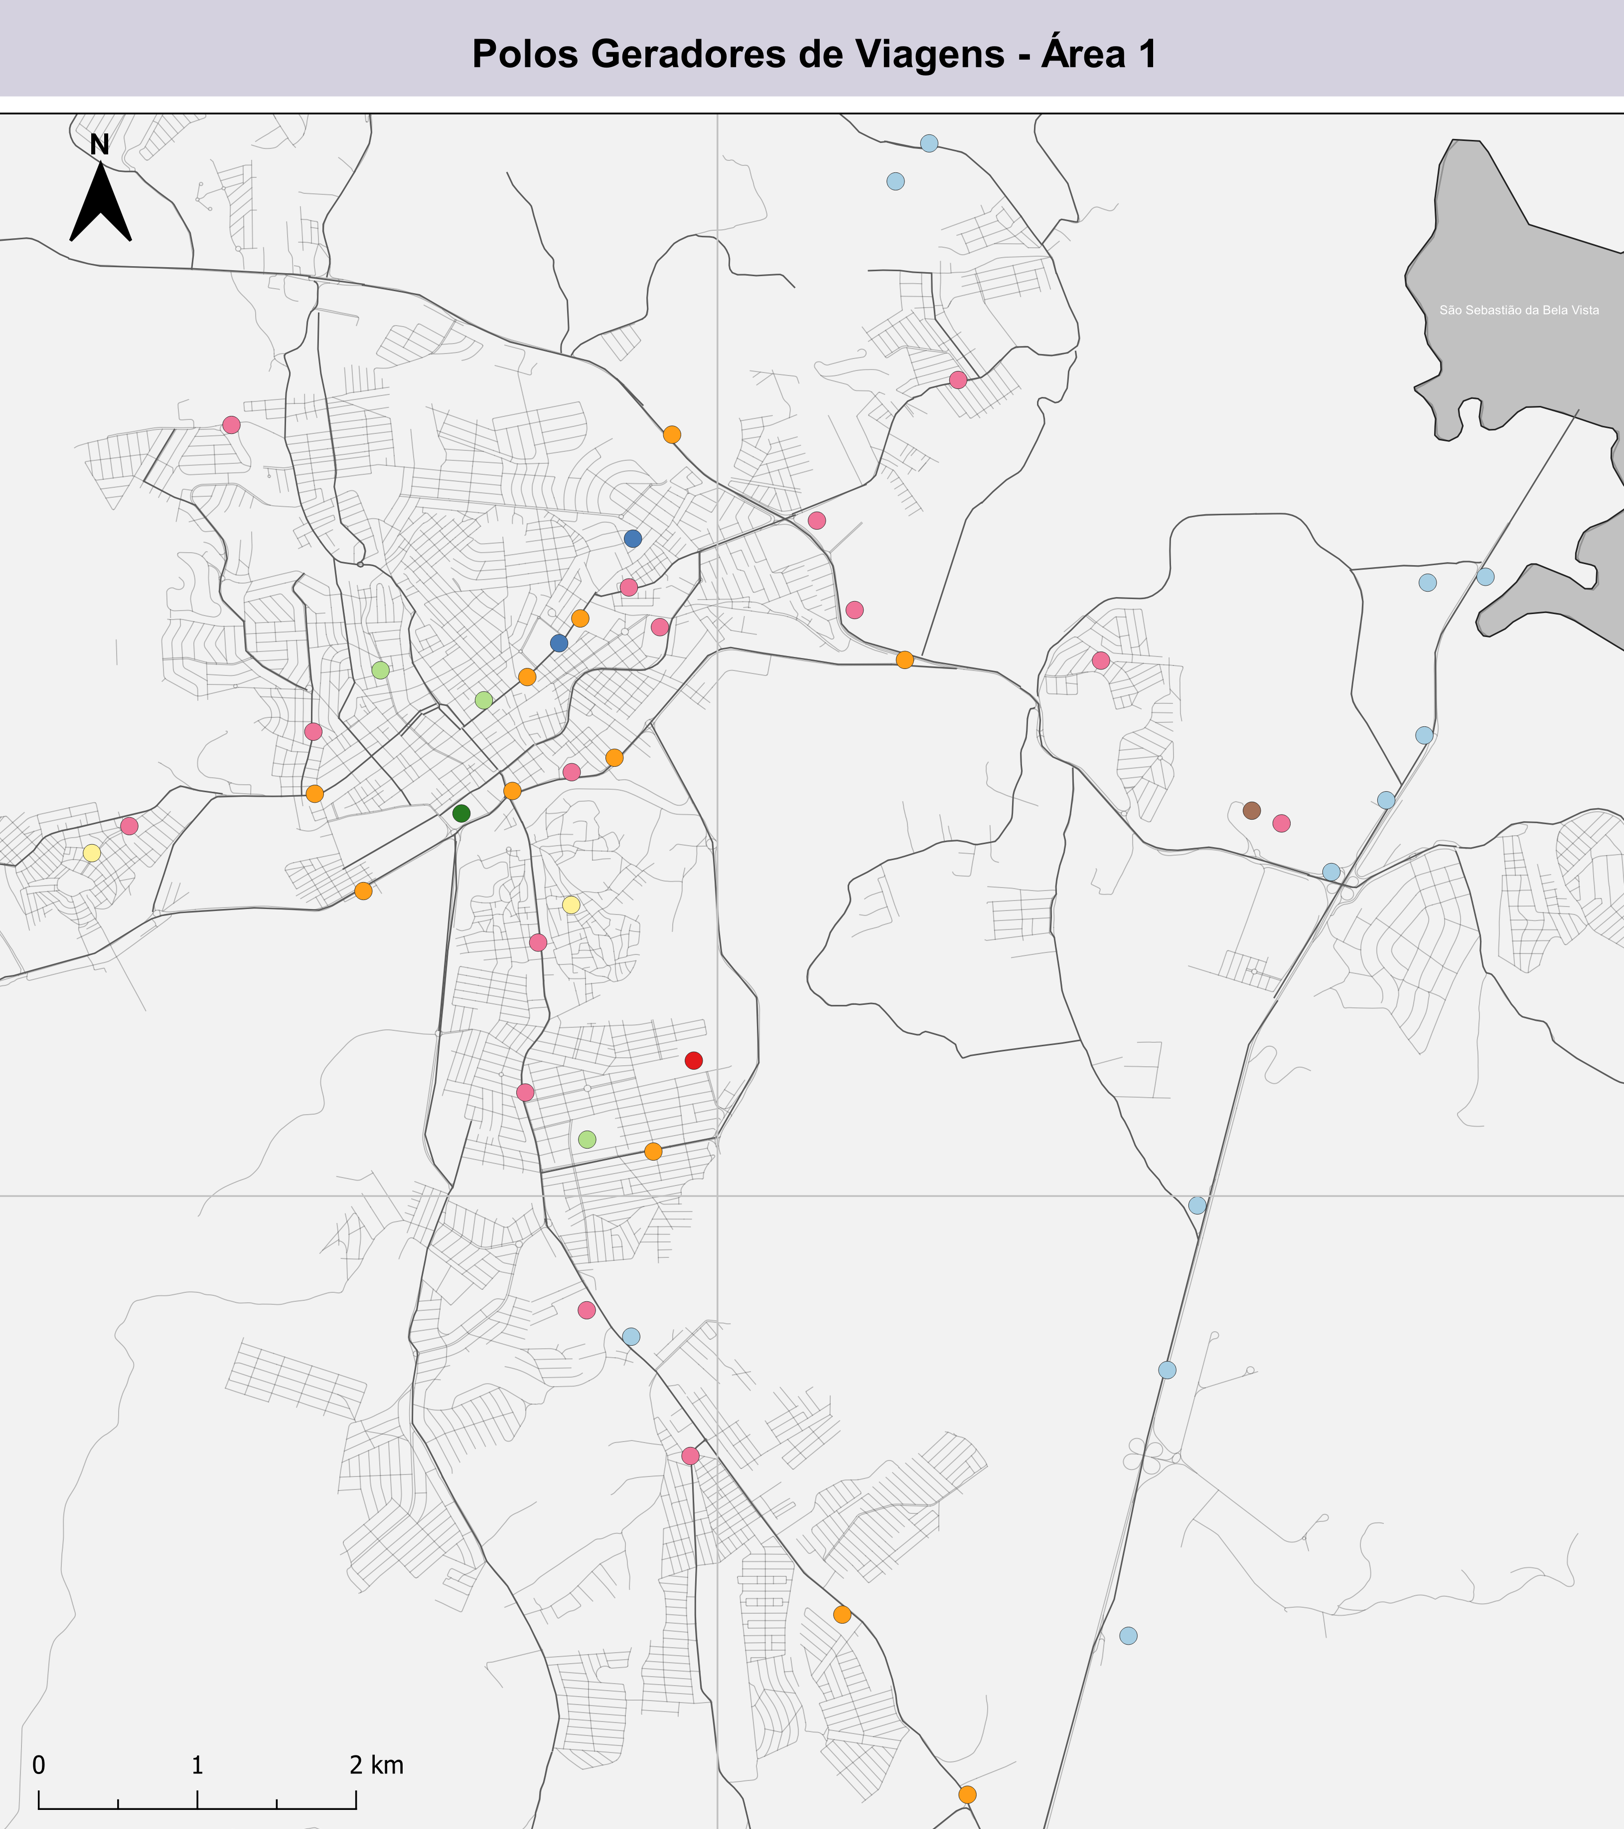 Polos Geradores de Viagens - Área 1
N
São Sebastião da Bela Vista
0 1 2 km